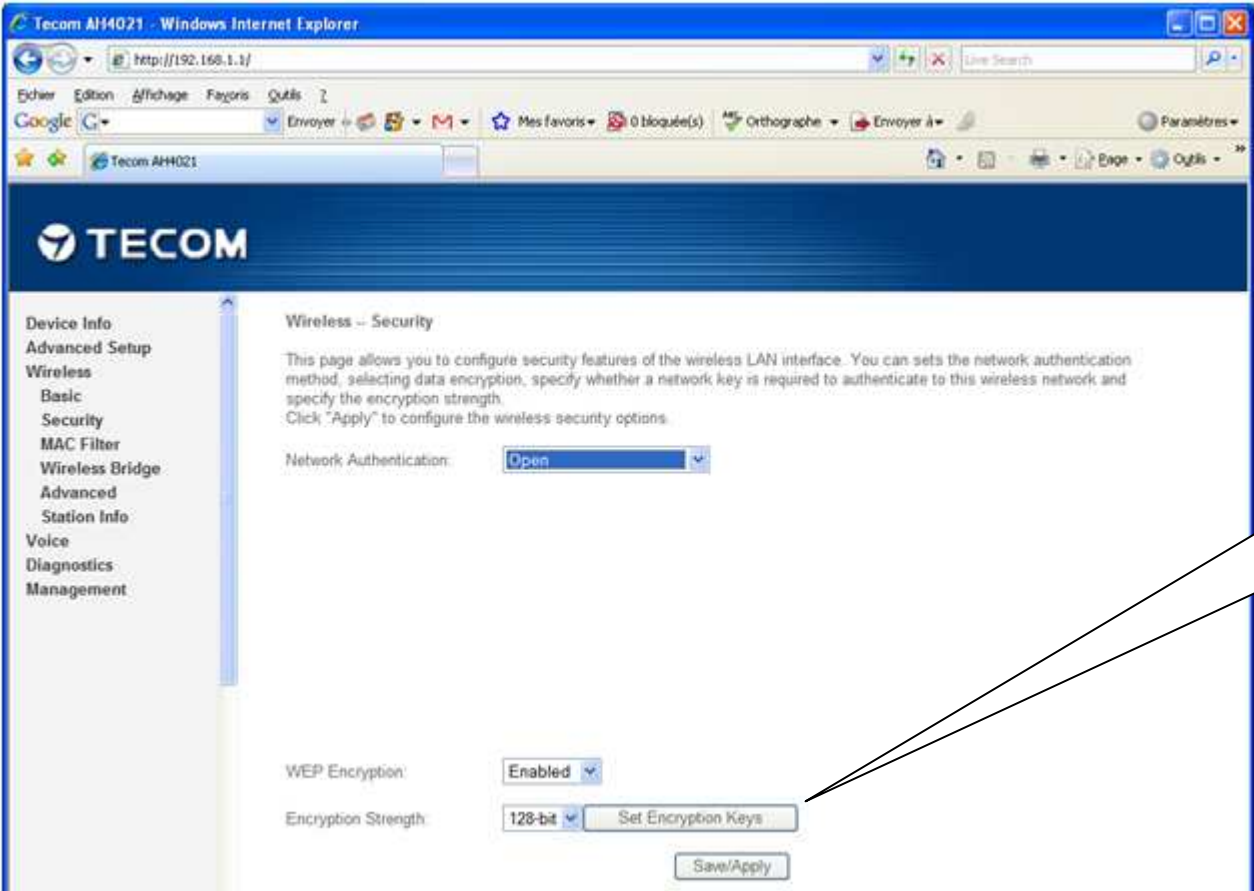 Tecom AH4021 - Windows Internet Explorer
http://192.168.1.1/
Live Search
Fichier Edition Affichage Favoris Outils ?
Google G Envoyer M Mes favoris 0 bloquée(s) ABC Orthographe Envoyer à Paramètres
Tecom AH4021 Page Outils »
TECOM
Device Info
Advanced Setup
Wireless
Basic
Security
MAC Filter
Wireless Bridge
Advanced
Station Info
Voice
Diagnostics
Management
Wireless -- Security
This page allows you to configure security features of the wireless LAN interface. You can sets the network authentication
method, selecting data encryption, specify whether a network key is required to authenticate to this wireless network and
specify the encryption strength.
Click "Apply" to configure the wireless security options.
Network Authentication: Open
WEP Encryption: Enabled
Encryption Strength: 128-bit Set Encryption Keys
Save/Apply